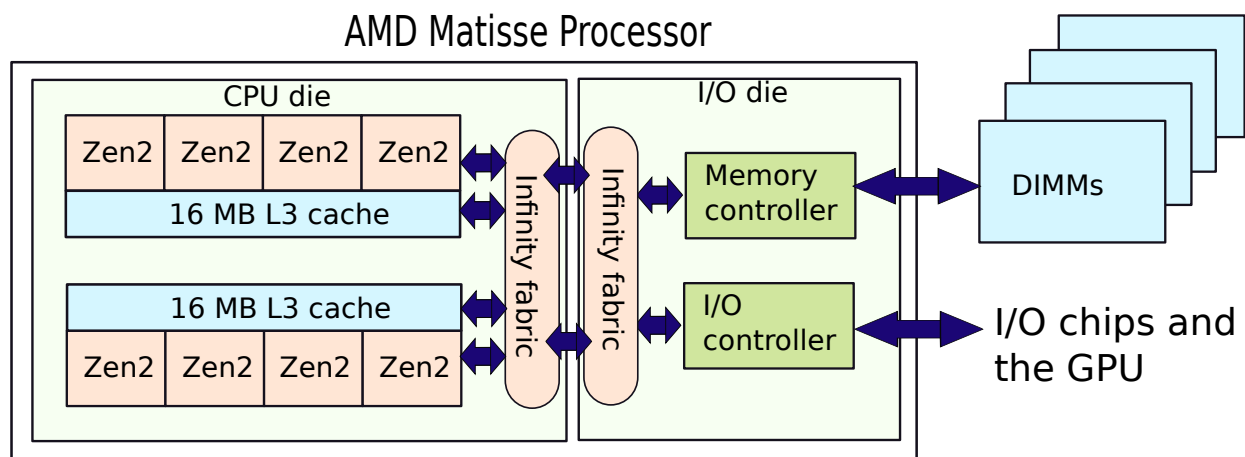 AMD Matisse Processor
CPU die
Zen2 Zen2 Zen2 Zen2
16 MB L3 cache
16 MB L3 cache
Zen2 Zen2 Zen2 Zen2
Infinity fabric
I/O die
Infinity fabric
Memory
controller
I/O
controller
DIMMs
I/O chips and
the GPU